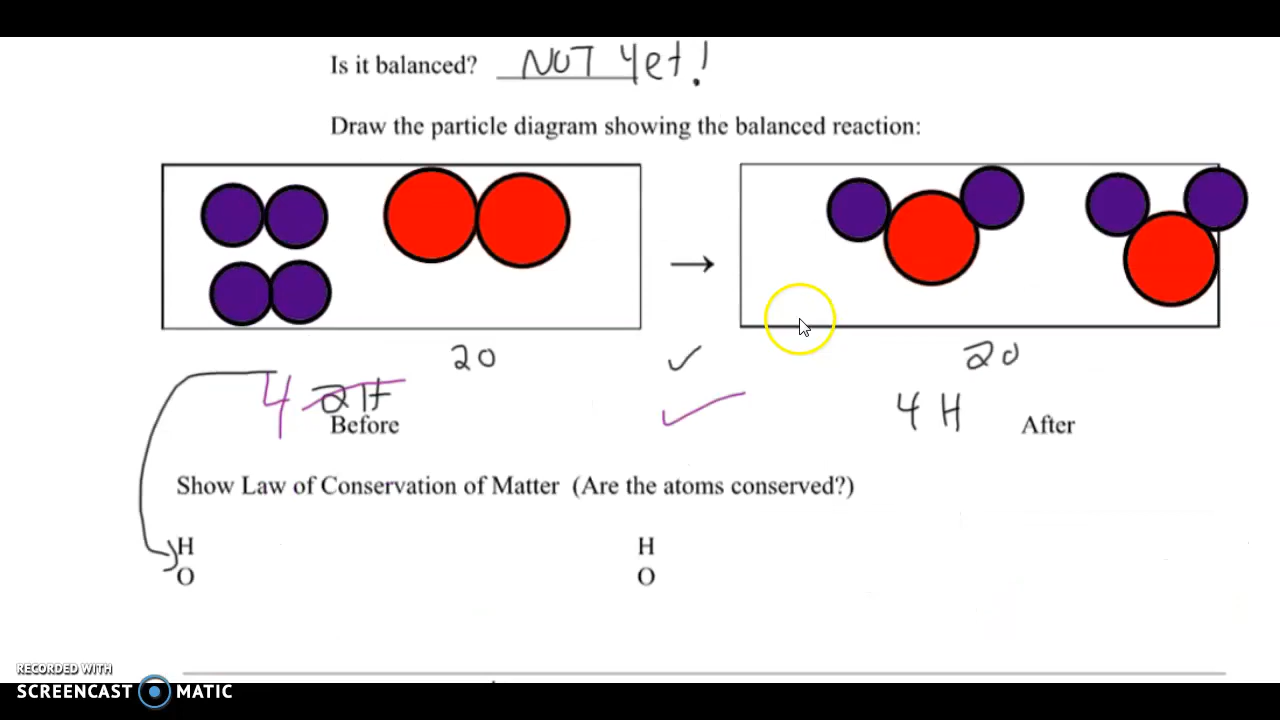 Is it balanced? NOT Yet!
Draw the particle diagram showing the balanced reaction:
→
2O ✓ 2O
4 2H ✓ 4 H
Before After
Show Law of Conservation of Matter (Are the atoms conserved?)
H H
O O
RECORDED WITH
SCREENCAST MATIC